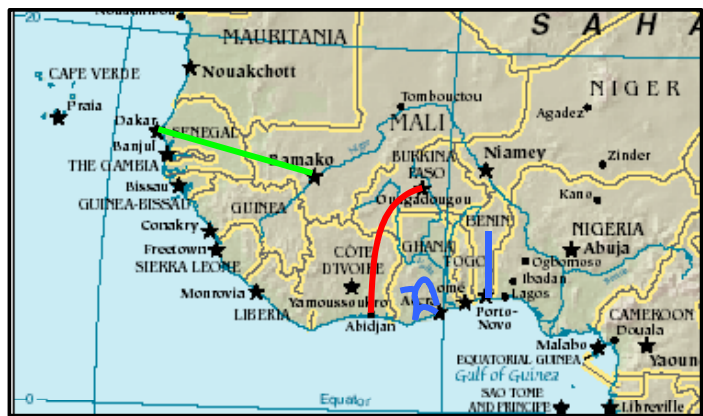 20
S A H A
MAURITANIA
Nouakchott
CAPE VERDE
Praia
NIGER
Tombouctou
Agadez
Dakar
SENEGAL
MALI
Banjul
THE GAMBIA
Bamako
Niger
BURKINA
FASO
Niamey
Zinder
Bissau
GUINEA-BISSAU
Ouagadougou
Kano
GUINEA
BENIN
NIGERIA
Conakry
Abuja
Freetown
SIERRA LEONE
CÔTE
D'IVOIRE
GHANA
TOGO
Ogbomoso
Ibadan
Monrovia
Yamoussoukro
Accra
Lagos
LIBERIA
Abidjan
Porto-
Novo
CAMEROON
Douala
Malabo
Yaoun
EQUATORIAL GUINEA
Gulf of Guinea
SAO TOME
AND PRINCIPE
Libreville
0
Equator